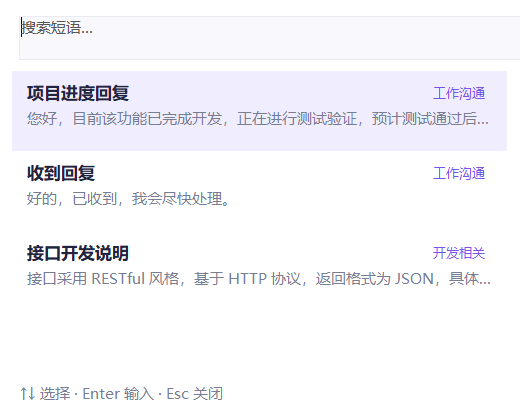 搜索短语...
项目进度回复 工作沟通
您好，目前该功能已完成开发，正在进行测试验证，预计测试通过后...
收到回复 工作沟通
好的，已收到，我会尽快处理。
接口开发说明 开发相关
接口采用 RESTful 风格，基于 HTTP 协议，返回格式为 JSON，具体...
↑↓ 选择 · Enter 输入 · Esc 关闭